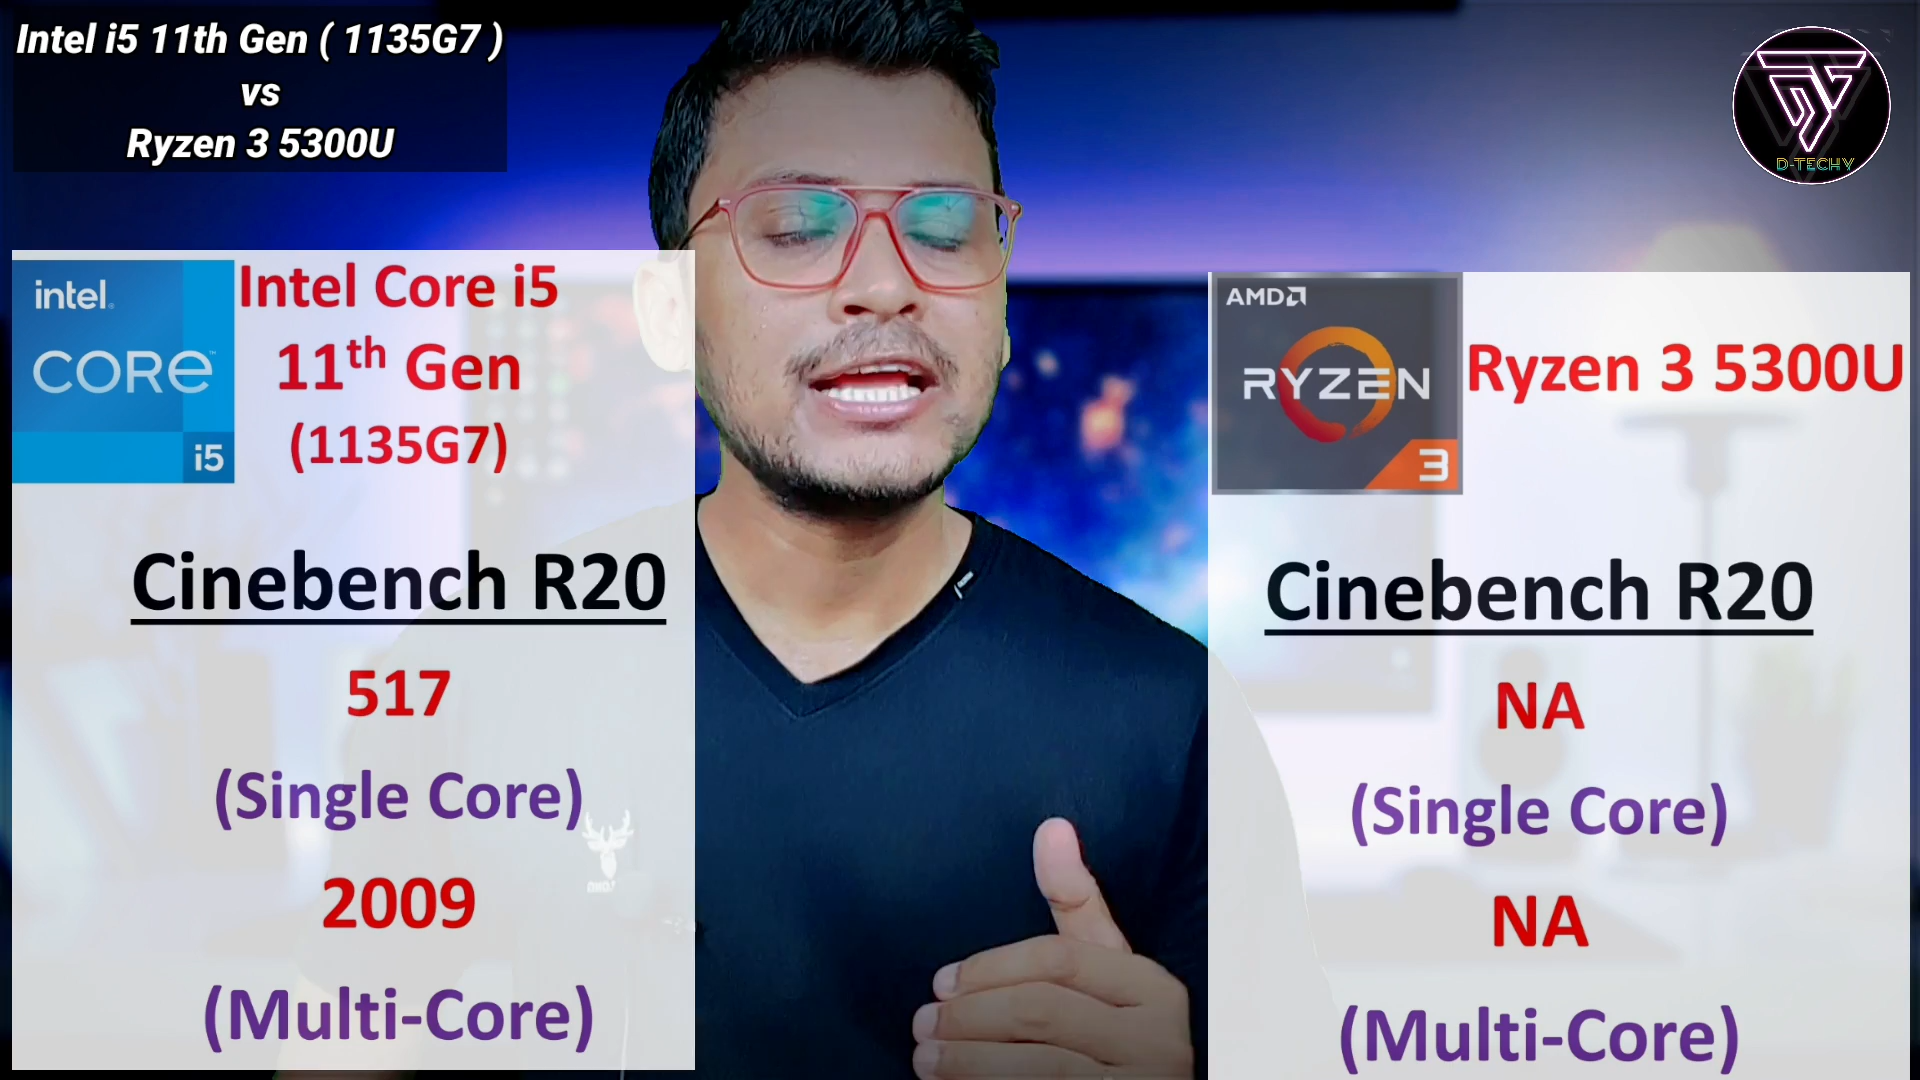 Intel i5 11th Gen ( 1135G7 )
vs
Ryzen 3 5300U
D-TECHY
intel.
CORe™
i5
Intel Core i5
11th Gen
(1135G7)
Cinebench R20
517
(Single Core)
2009
(Multi-Core)
AMD
RYZEN
3
Ryzen 3 5300U
Cinebench R20
NA
(Single Core)
NA
(Multi-Core)